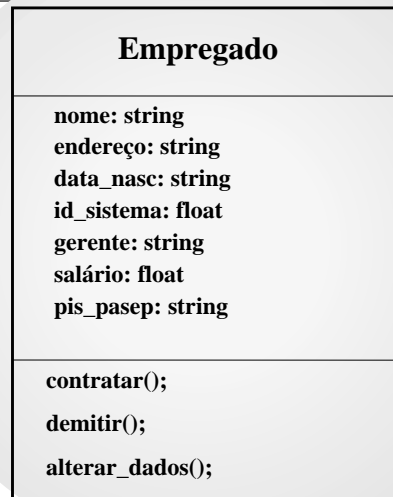 Empregado
nome: string
endereço: string
data_nasc: string
id_sistema: float
gerente: string
salário: float
pis_pasep: string
contratar();
demitir();
alterar_dados();